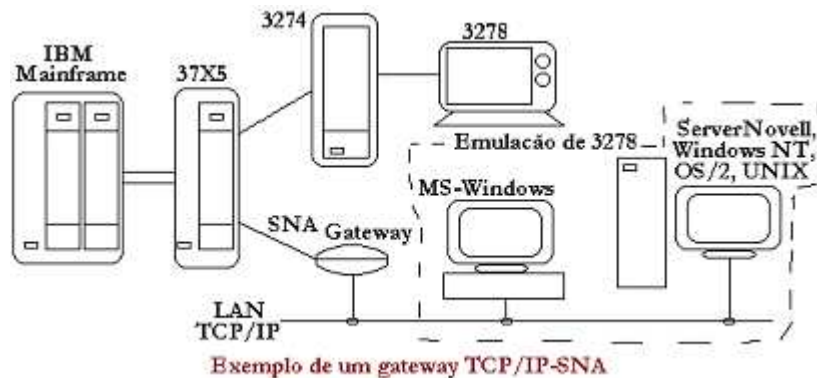 IBM
Mainframe
37X5
3274
3278
Emulacão de 3278
ServerNovell,
Windows NT,
OS/2, UNIX
MS-Windows
SNA Gateway
LAN
TCP/IP
Exemplo de um gateway TCP/IP-SNA